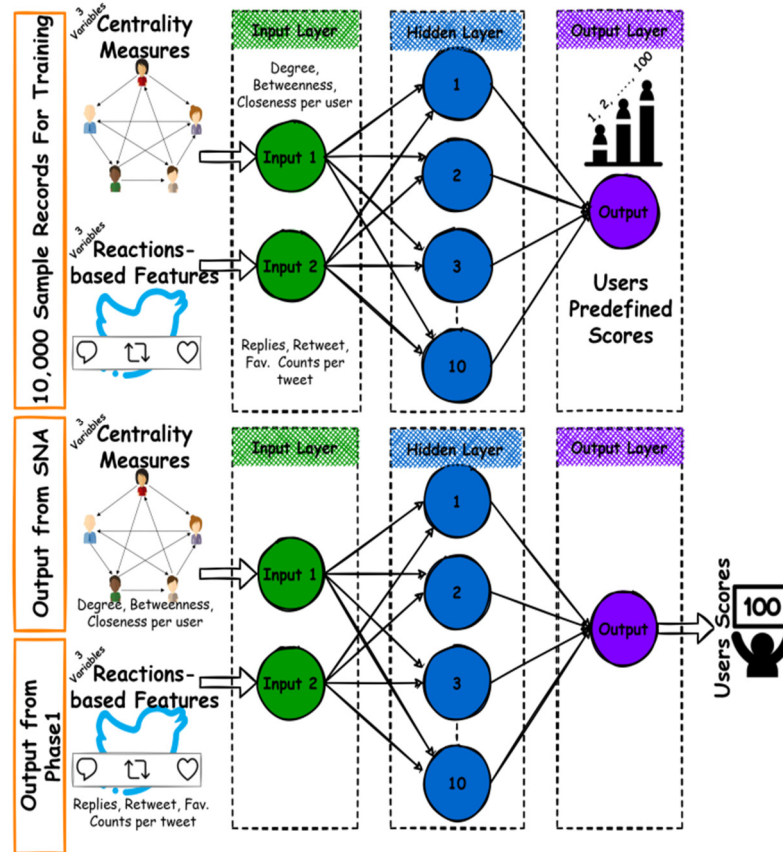 10,000 Sample Records For Training
3
Variables
Centrality
Measures
3
Variables
Reactions-
based Features
Input Layer
Degree,
Betweenness,
Closeness per user
Input 1
Input 2
Replies, Retweet,
Fav. Counts per
tweet
Hidden Layer
1
2
3
10
Output Layer
1, 2, ....., 100
Output
Users
Predefined
Scores
Output from SNA
3
Variables
Centrality
Measures
Degree, Betweenness,
Closeness per user
Output from
Phase1
3
Variables
Reactions-
based Features
Replies, Retweet, Fav.
Counts per tweet
Input Layer
Input 1
Input 2
Hidden Layer
1
2
3
10
Output Layer
Output
Users Scores
100